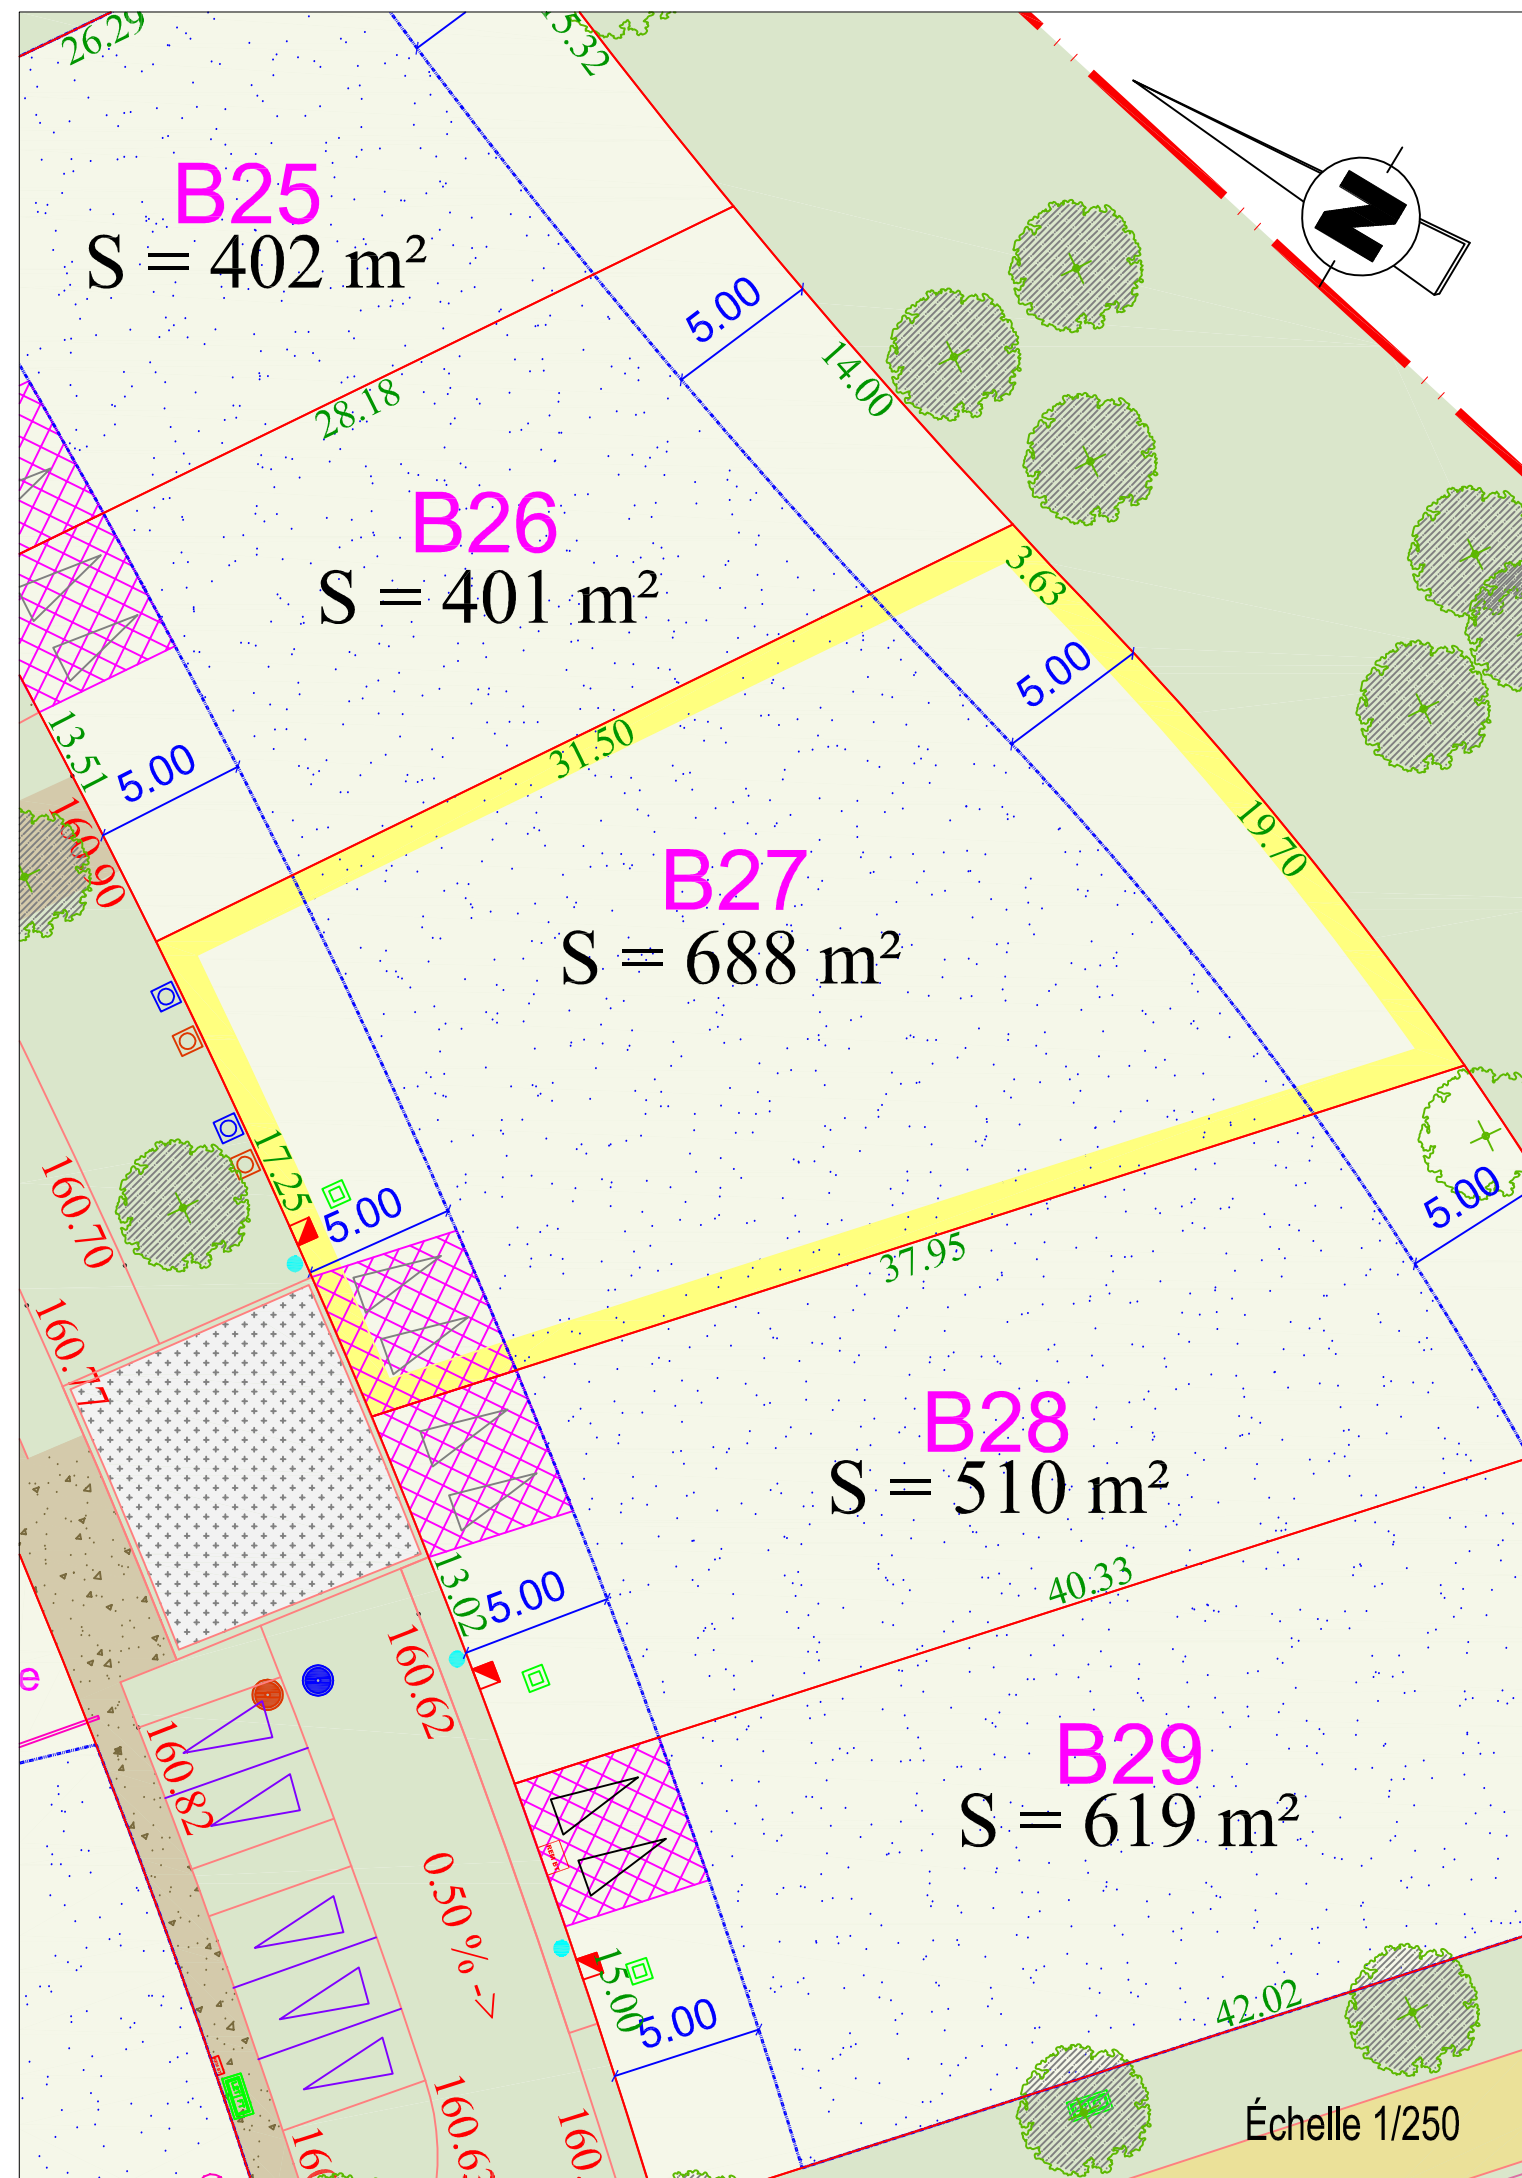 26.29
15.32
B25
S = 402 m²
N
5.00
14.00
28.18
B26
S = 401 m²
3.63
5.00
13.51
5.00
31.50
160.90
19.70
B27
S = 688 m²
17.25
5.00
160.70
5.00
37.95
160.77
B28
S = 510 m²
13.02
5.00
40.33
160.62
e
160.82
B29
S = 619 m²
0.50 % ->
15.00
5.00
42.02
160.63
160.
160
Échelle 1/250